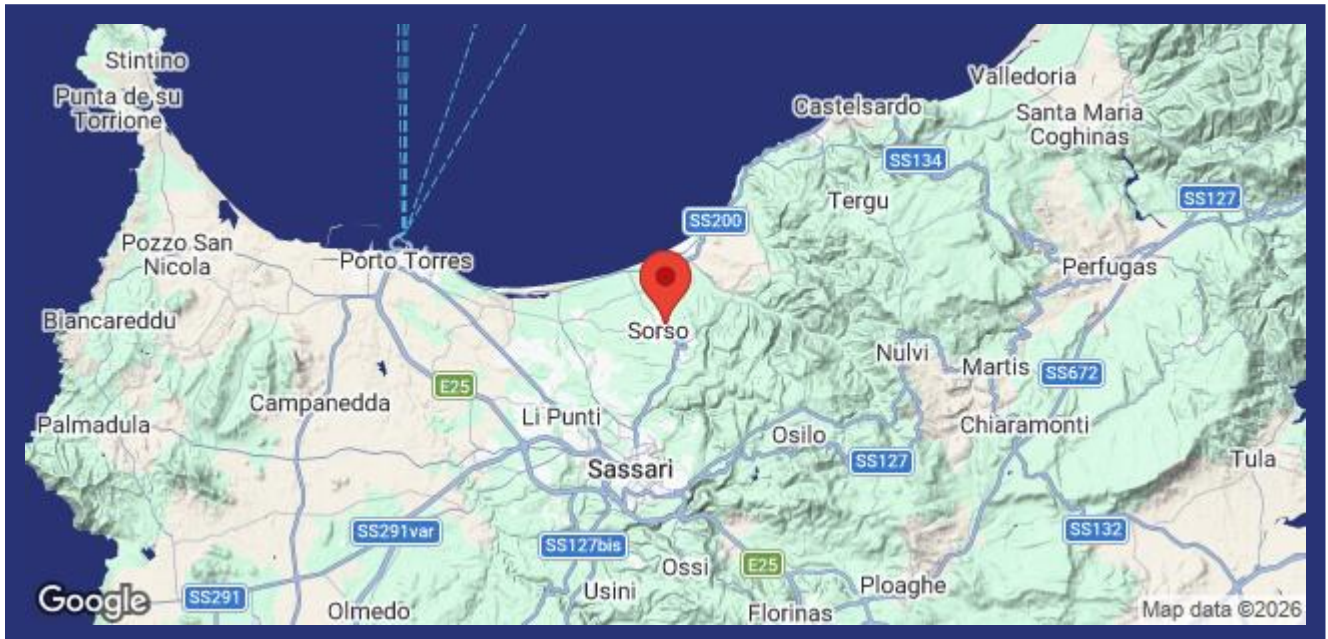 Stintino
Punta de su
Torrione
Valledoria
Castelsardo
Santa Maria
Coghinas
SS134
Tergu
SS127
SS200
Pozzo San
Nicola
Porto Torres
Perfugas
Biancareddu
Sorso
Nulvi
Martis
SS672
E25
Campanedda
Li Punti
Palmadula
Osilo
Chiaramonti
Sassari
SS127
Tula
SS291var
SS127bis
SS132
Ossi
E25
Usini
Ploaghe
Google
SS291
Olmedo
Florinas
Map data ©2026